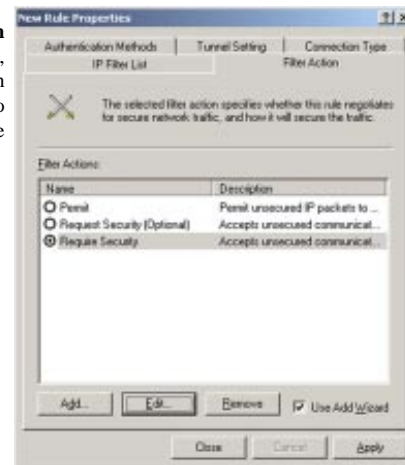 New Rule Properties
Authentication Methods Tunnel Setting Connection Type
IP Filter List Filter Action
The selected filter action specifies whether this rule negotiates
for secure network traffic, and how it will secure the traffic.
Filter Actions:
Name Description
Permit Permit unsecured IP packets to ...
Request Security (Optional) Accepts unsecured communicat...
Require Security Accepts unsecured communicat...
Add... Edit... Remove Use Add Wizard
Close Cancel Apply